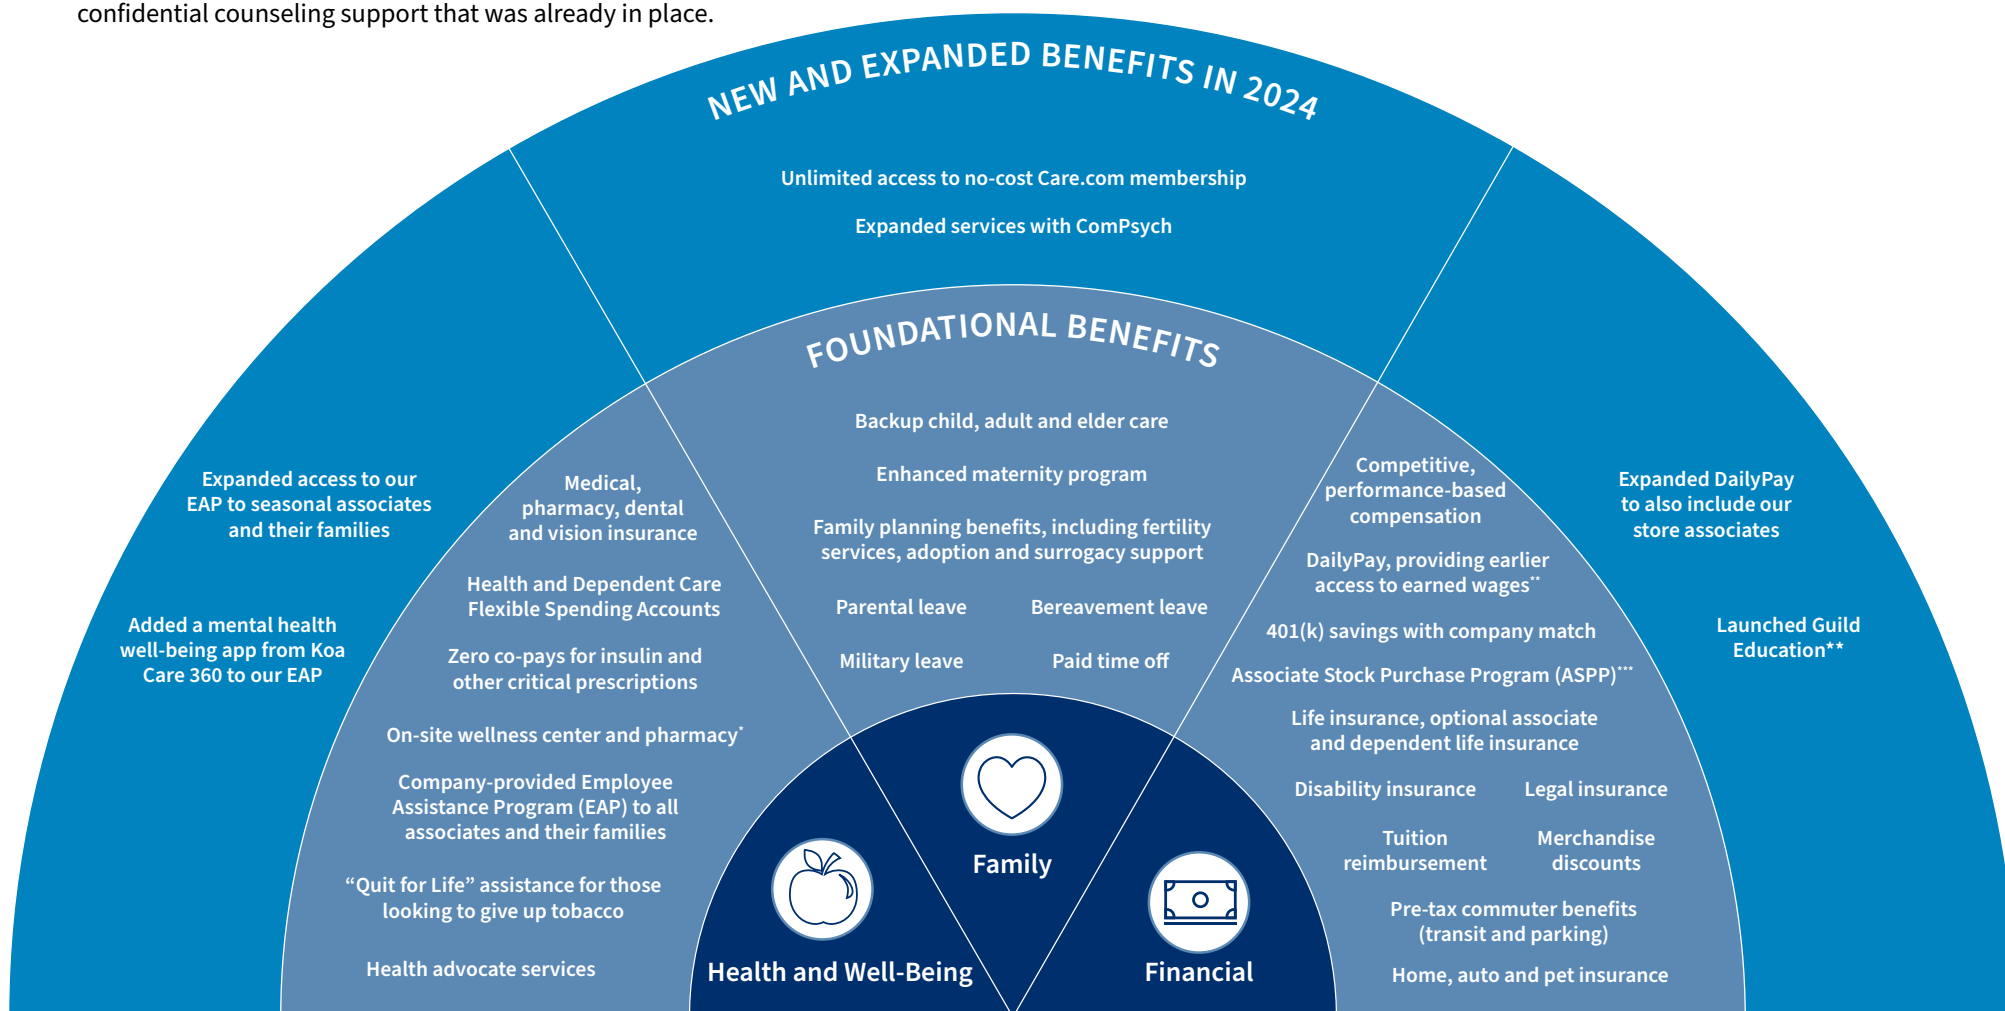 confidential counseling support that was already in place.
NEW AND EXPANDED BENEFITS IN 2024
Unlimited access to no-cost Care.com membership
Expanded services with ComPsych
Expanded access to our
EAP to seasonal associates
and their families
Added a mental health
well-being app from Koa
Care 360 to our EAP
Expanded DailyPay
to also include our
store associates
Launched Guild
Education**
FOUNDATIONAL BENEFITS
Medical,
pharmacy, dental
and vision insurance
Health and Dependent Care
Flexible Spending Accounts
Zero co-pays for insulin and
other critical prescriptions
On-site wellness center and pharmacy*
Company-provided Employee
Assistance Program (EAP) to all
associates and their families
“Quit for Life” assistance for those
looking to give up tobacco
Health advocate services
Backup child, adult and elder care
Enhanced maternity program
Family planning benefits, including fertility
services, adoption and surrogacy support
Parental leave
Bereavement leave
Military leave
Paid time off
Competitive,
performance-based
compensation
DailyPay, providing earlier
access to earned wages**
401(k) savings with company match
Associate Stock Purchase Program (ASPP)***
Life insurance, optional associate
and dependent life insurance
Disability insurance
Legal insurance
Tuition
reimbursement
Merchandise
discounts
Pre-tax commuter benefits
(transit and parking)
Home, auto and pet insurance
Health and Well-Being
Family
Financial